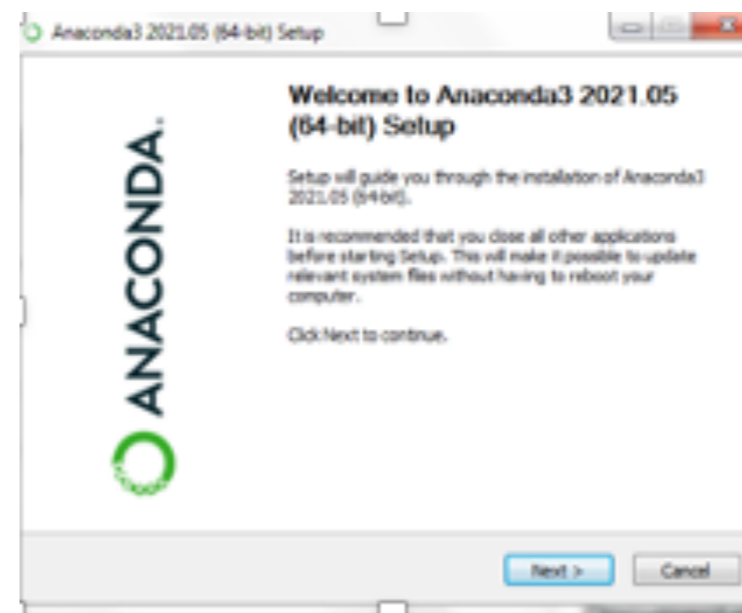 Anaconda3 2021.05 (64-bit) Setup
Welcome to Anaconda3 2021.05
(64-bit) Setup
Setup will guide you through the installation of Anaconda3
2021.05 (64-bit).
It is recommended that you close all other applications
before starting Setup. This will make it possible to update
relevant system files without having to reboot your
computer.
Click Next to continue.
ANACONDA.
Next >
Cancel